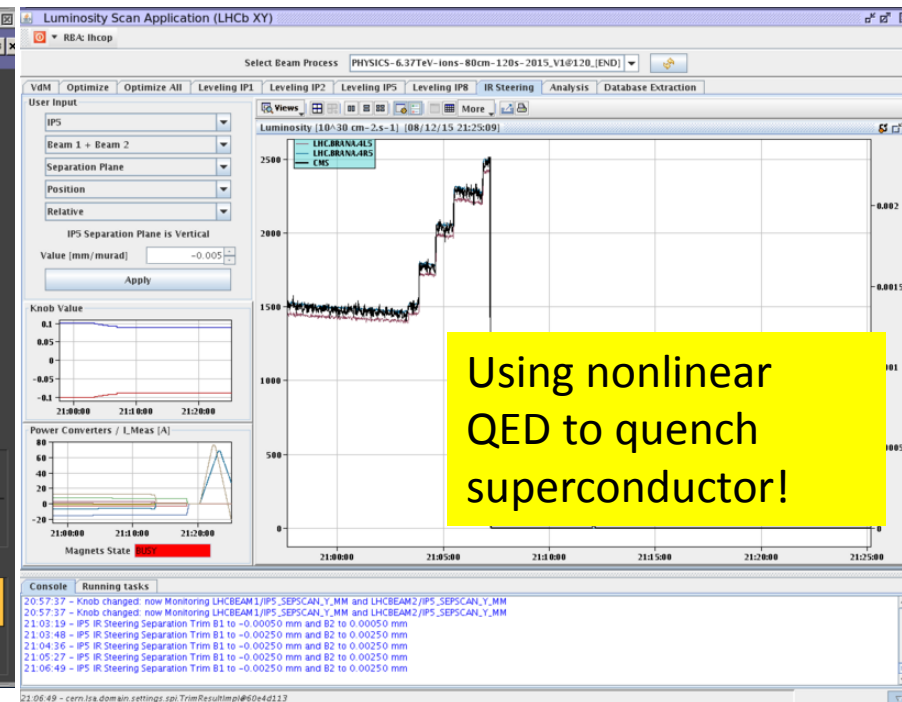 Luminosity Scan Application (LHCb XY)
RBA: lhcop
Select Beam Process PHYSICS-6.37TeV-ions-80cm-120s-2015_V1@120_[END]
VdM Optimize Optimize All Leveling IP1 Leveling IP2 Leveling IP5 Leveling IP8 IR Steering Analysis Database Extraction
User Input
IP5
Beam 1 + Beam 2
Separation Plane
Position
Relative
IP5 Separation Plane is Vertical
Value [mm/murad] -0.005
Apply
Knob Value
0.1
0.05
0
-0.05
-0.1
21:00:00 21:10:00 21:20:00
Power Converters / I_Meas [A]
80
60
40
20
0
-20
21:00:00 21:10:00 21:20:00
Magnets State BUSY
Views More
Luminosity [10^30 cm-2.s-1] [08/12/15 21:25:09]
LHC.BRANA.4L5
LHC.BRANA.4R5
CMS
2500
2000
1500
1000
500
0
0.002
0.0015
001
0005
0
21:00:00 21:05:00 21:10:00 21:15:00 21:20:00 21:25:00
Using nonlinear
QED to quench
superconductor!
Console Running tasks
20:57:37 - Knob changed: now Monitoring LHCBEAM1/IP5_SEPSCAN_Y_MM and LHCBEAM2/IP5_SEPSCAN_Y_MM
20:57:37 - Knob changed: now Monitoring LHCBEAM1/IP5_SEPSCAN_Y_MM and LHCBEAM2/IP5_SEPSCAN_Y_MM
21:03:19 - IP5 IR Steering Separation Trim B1 to -0.00050 mm and B2 to 0.00050 mm
21:03:48 - IP5 IR Steering Separation Trim B1 to -0.00250 mm and B2 to 0.00250 mm
21:04:36 - IP5 IR Steering Separation Trim B1 to -0.00250 mm and B2 to 0.00250 mm
21:05:27 - IP5 IR Steering Separation Trim B1 to -0.00250 mm and B2 to 0.00250 mm
21:06:49 - IP5 IR Steering Separation Trim B1 to -0.00250 mm and B2 to 0.00250 mm
21:06:49 - cern.lsa.domain.settings.spi.TrimResultImpl@60e4d113